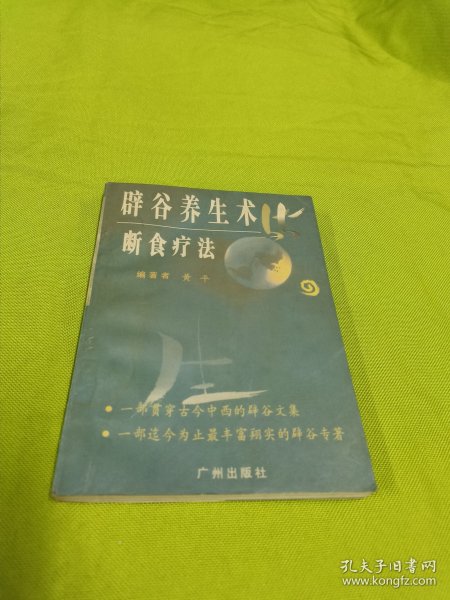 辟谷养生术
断食疗法
编著者 黄平
生
●一部贯穿古今中西的辟谷文集
●一部迄今为止最丰富翔实的辟谷专著
广州出版社
孔夫子旧书网
www.kongfz.com